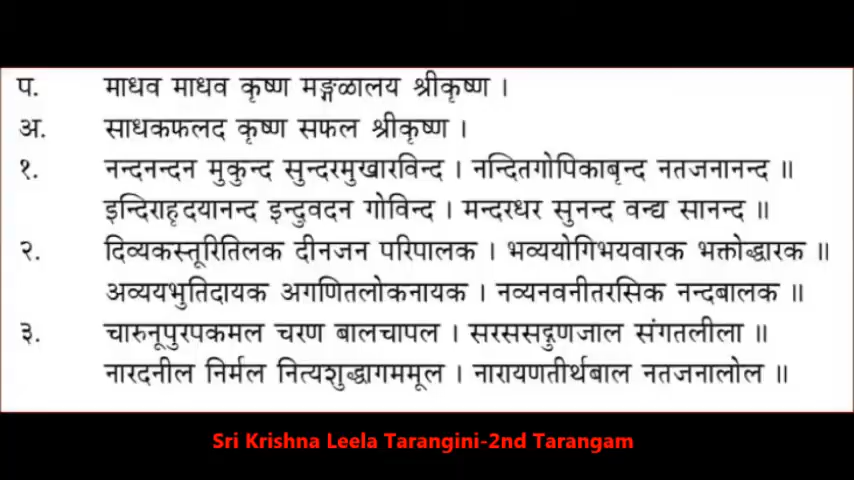 प. माधव माधव कृष्ण मङ्गळालय श्रीकृष्ण ।
अ. साधकफलद कृष्ण सफल श्रीकृष्ण ।
१. नन्दनन्दन मुकुन्द सुन्दरमुखारविन्द । नन्दितगोपिकाबृन्द नतजनानन्द ॥
इन्दिराहृदयानन्द इन्दुवदन गोविन्द । मन्दरधर सुनन्द वन्द्य सानन्द ॥
२. दिव्यकस्तूरितिलक दीनजन परिपालक । भव्ययोगिभयवारक भक्तोद्धारक ॥
अव्ययभुतिदायक अगणितलोकनायक । नव्यनवनीतरसिक नन्दबालक ॥
३. चारुनूपुरपकमल चरण बालचापल । सरससद्गुणजाल संगतलीला ॥
नारदनील निर्मल नित्यशुद्धागममूल । नारायणतीर्थबाल नतजनालोल ॥
Sri Krishna Leela Tarangini-2nd Tarangam